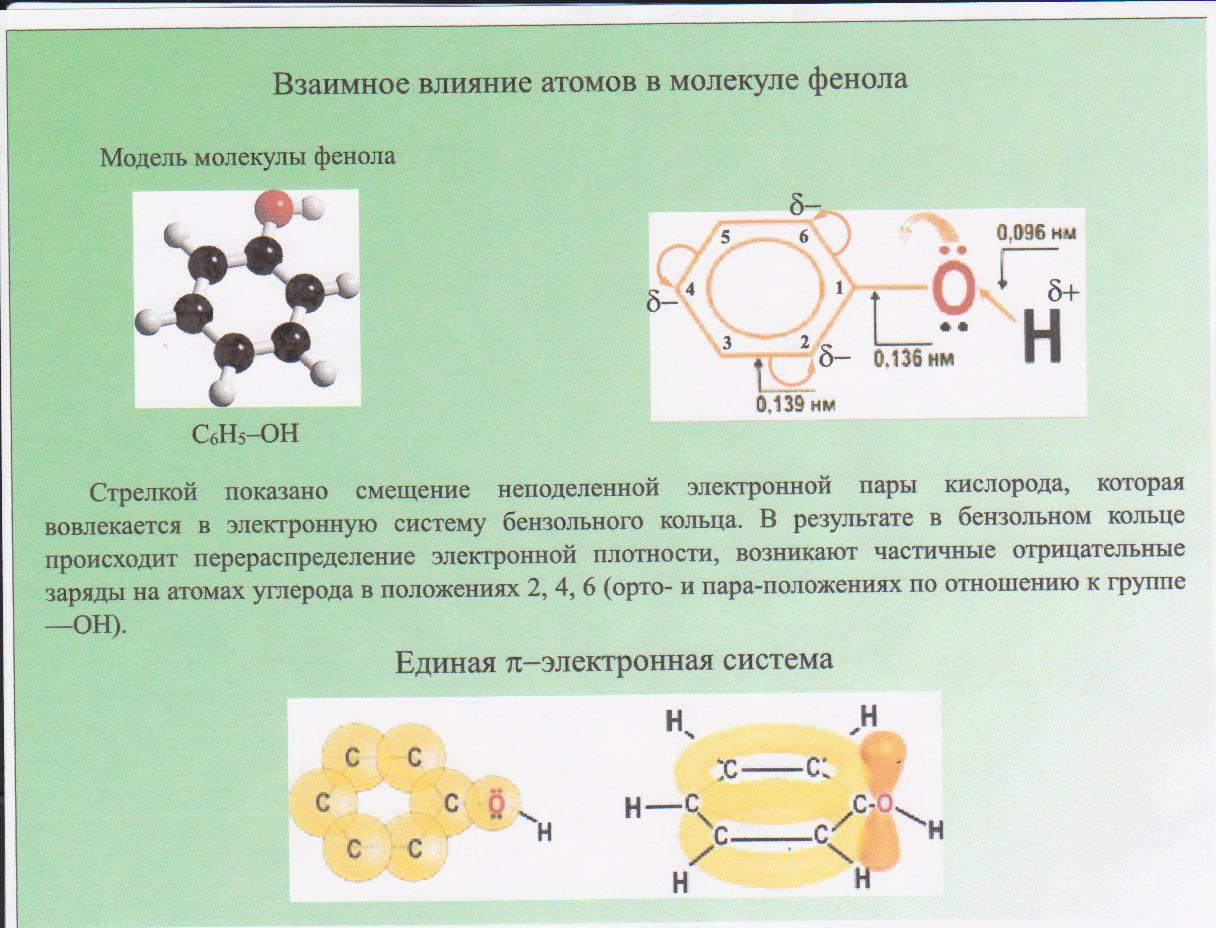 Взаимное влияние атомов в молекуле фенола
Модель молекулы фенола
C₆H₅–OH
δ–
5 6
4 1
δ–
3 2
δ–
O
H
δ+
0,096 нм
0,136 нм
0,139 нм
Стрелкой показано смещение неподеленной электронной пары кислорода, которая
вовлекается в электронную систему бензольного кольца. В результате в бензольном кольце
происходит перераспределение электронной плотности, возникают частичные отрицательные
заряды на атомах углерода в положениях 2, 4, 6 (орто- и пара-положениях по отношению к группе
—ОН).
Единая π–электронная система
C C
C C O
H
C C
H H
C C
H C C-O
H
C C
H H